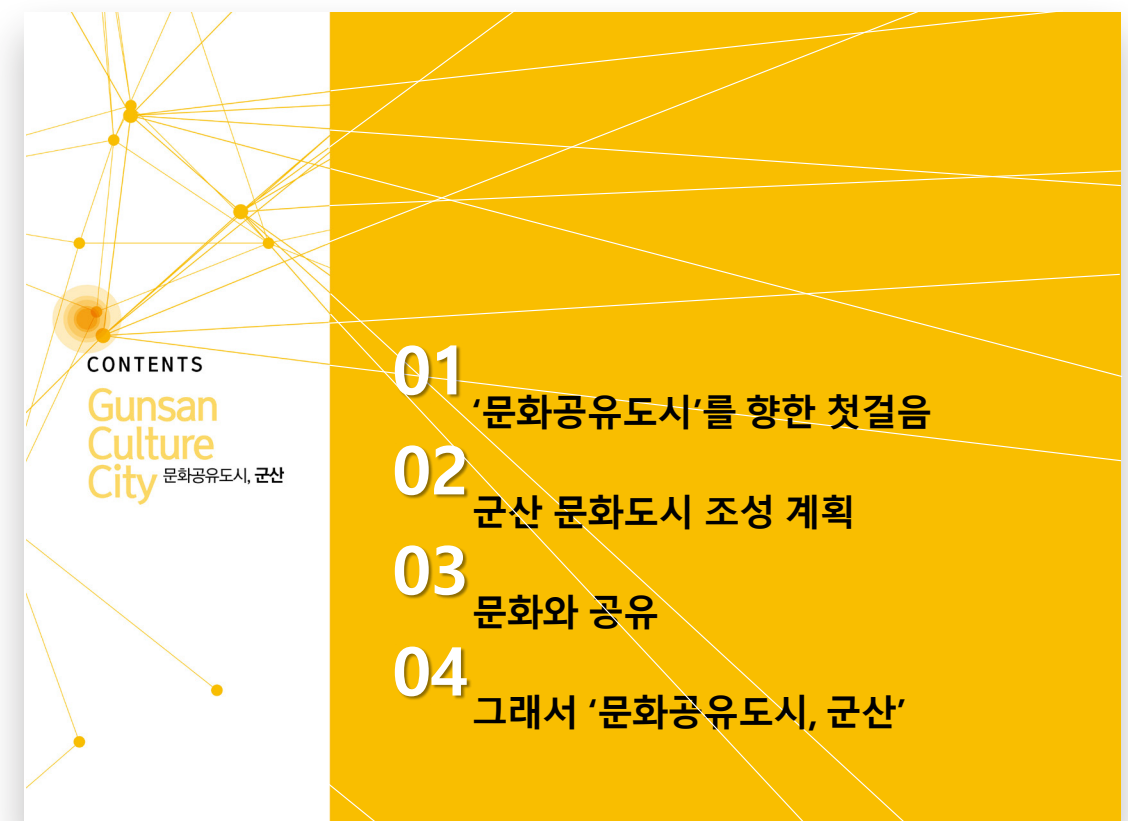 CONTENTS
Gunsan
Culture
City 문화공유도시, 군산
01
‘문화공유도시’를 향한 첫걸음
02
군산 문화도시 조성 계획
03
문화와 공유
04
그래서 ‘문화공유도시, 군산’